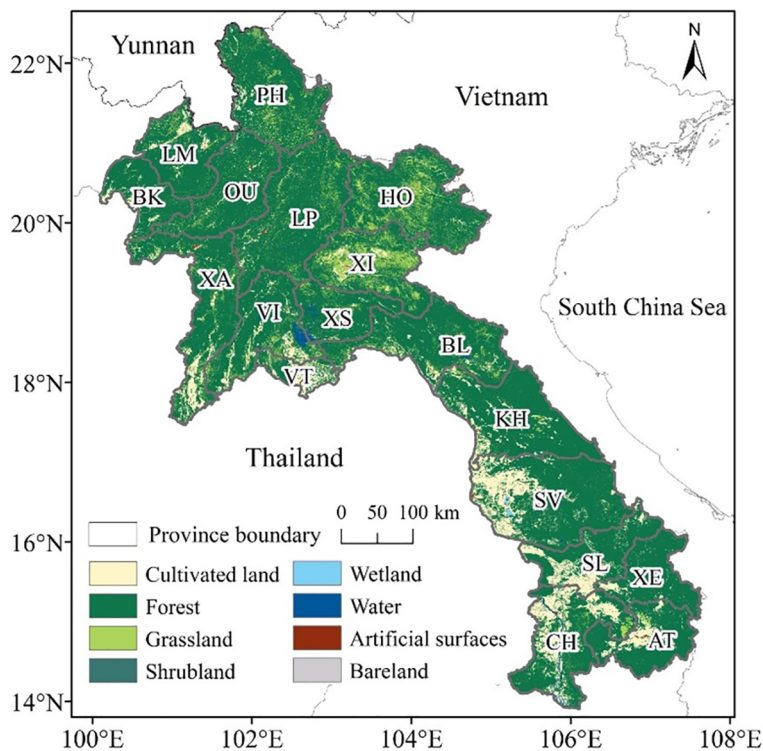 N
Yunnan
22°N
PH
Vietnam
LM
BK
OU
HO
20°N
LP
XI
XA
South China Sea
VI
XS
BL
18°N
VT
KH
Thailand
SV
0 50 100 km
Province boundary
16°N
SL
Cultivated land
Wetland
XE
Forest
Water
Grassland
Artificial surfaces
CH
AT
Shrubland
Bareland
14°N
100°E
102°E
104°E
106°E
108°E